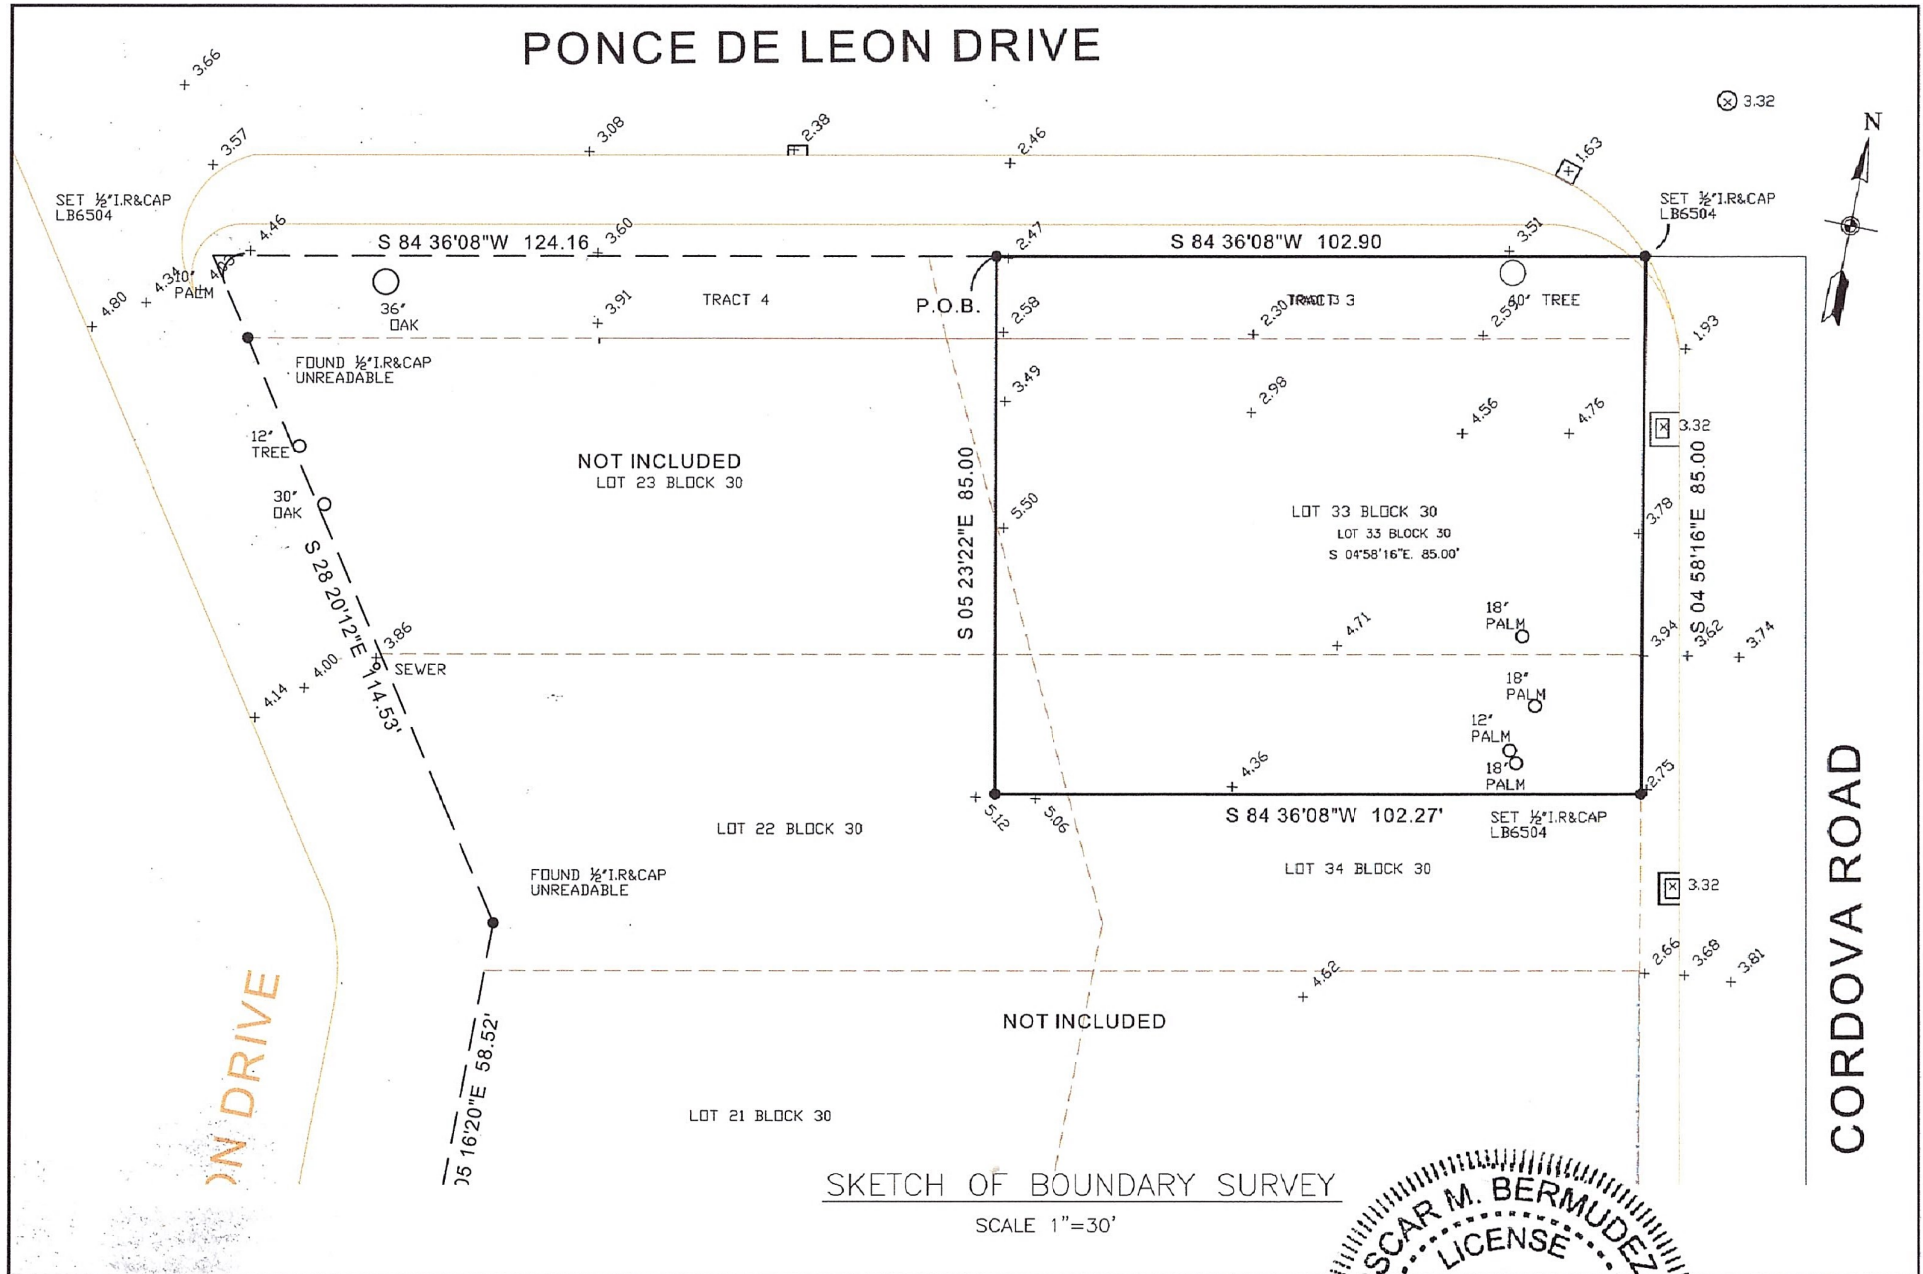 PONCE DE LEON DRIVE
3.66
3.57
3.08
2.38
2.46
1.63
3.32
N
SET ½"I.R&CAP
LB6504
SET ½"I.R&CAP
LB6504
4.46
S 84 36'08"W 124.16
3.60
2.47
S 84 36'08"W 102.90
3.51
4.80
4.34
10"
PALM
36"
OAK
3.91
TRACT 4
P.O.B.
2.58
2.30
TRACT 3
2.59
TREE
1.93
FOUND ½"I.R&CAP
UNREADABLE
3.49
2.98
4.56
4.76
3.32
12"
TREE
NOT INCLUDED
LOT 23 BLOCK 30
30"
OAK
S 05 23'22"E 85.00
5.50
LOT 33 BLOCK 30
LOT 33 BLOCK 30
S 04°58'16"E. 85.00'
3.78
S 04 58'16"E 85.00
S 28 20'12"E 114.53'
3.86
SEWER
4.00
4.14
4.71
18"
PALM
3.94
3.62
3.74
18"
PALM
12"
PALM
18"
PALM
4.36
2.75
5.12
5.06
S 84 36'08"W 102.27'
SET ½"I.R&CAP
LB6504
LOT 22 BLOCK 30
LOT 34 BLOCK 30
FOUND ½"I.R&CAP
UNREADABLE
3.32
2.66
3.68
3.81
4.62
NOT INCLUDED
CORDOVA ROAD
ON DRIVE
05 16'20"E 58.52'
LOT 21 BLOCK 30
SKETCH OF BOUNDARY SURVEY
SCALE 1"=30'
SCAR M. BERMUDEZ
LICENSE